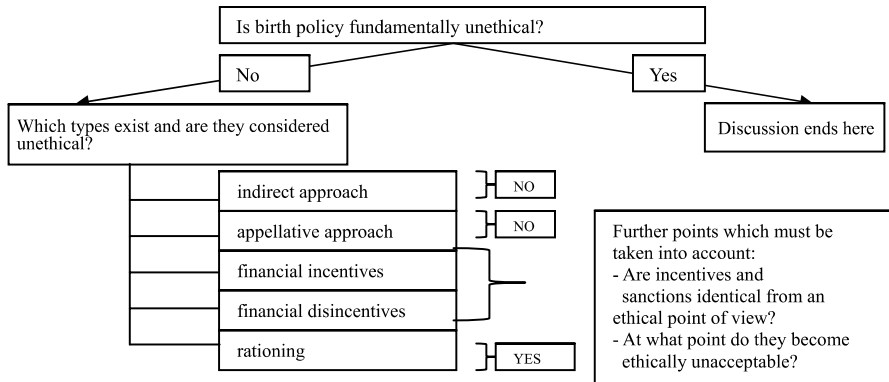 Is birth policy fundamentally unethical?
No
Yes
Which types exist and are they considered
unethical?
Discussion ends here
indirect approach
NO
appellative approach
NO
financial incentives
financial disincentives
rationing
YES
Further points which must be
taken into account:
- Are incentives and
sanctions identical from an
ethical point of view?
- At what point do they become
ethically unacceptable?